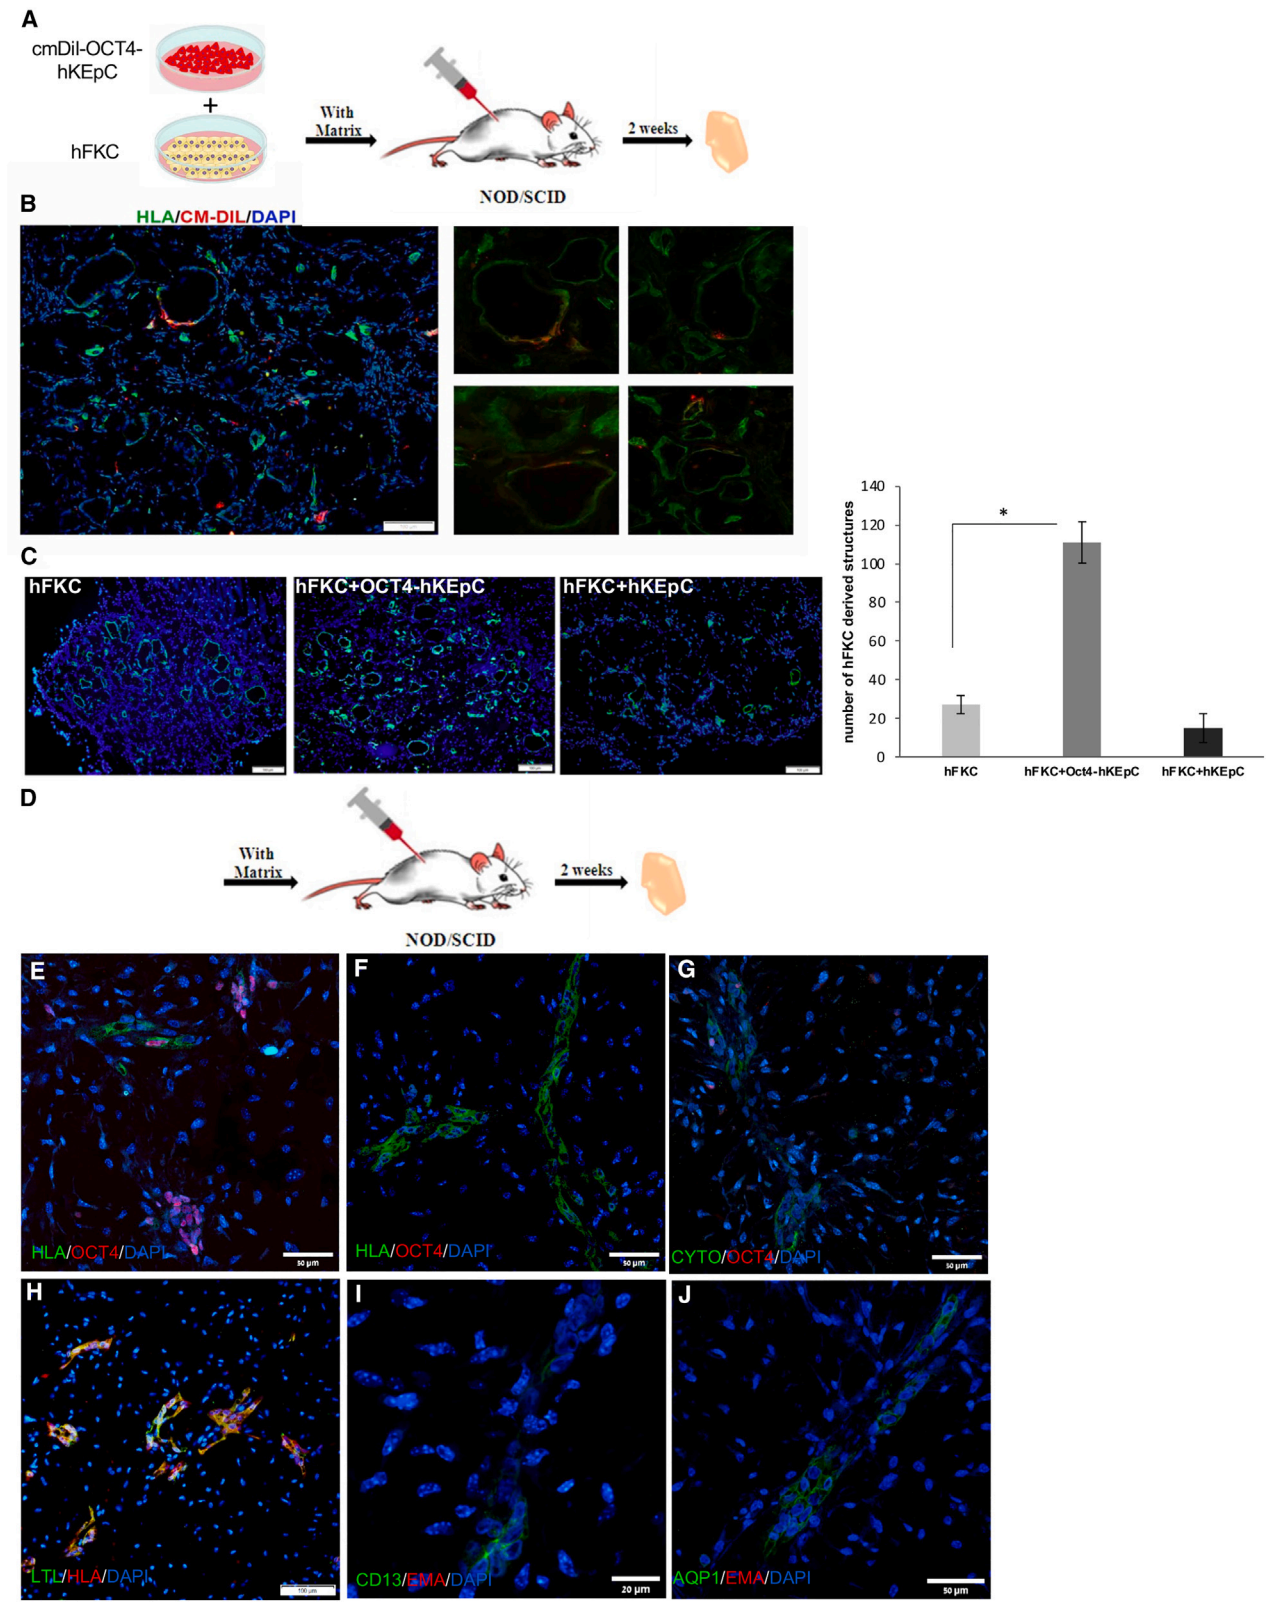 A
cmDil-OCT4-
hKEpC
+
hFKC
With
Matrix
2 weeks
NOD/SCID
B
HLA/CM-DIL/DAPI
C
hFKC
hFKC+OCT4-hKEpC
hFKC+hKEpC
number of hFKC derived structures
140
120
100
80
60
40
20
0
*
hFKC
hFKC+Oct4-hKEpC
hFKC+hKEpC
D
With
Matrix
2 weeks
NOD/SCID
E
HLA/OCT4/DAPI
50 µm
F
HLA/OCT4/DAPI
50 µm
G
CYTO/OCT4/DAPI
50 µm
H
LTL/HLA/DAPI
100 µm
I
CD13/EMA/DAPI
20 µm
J
AQP1/EMA/DAPI
50 µm